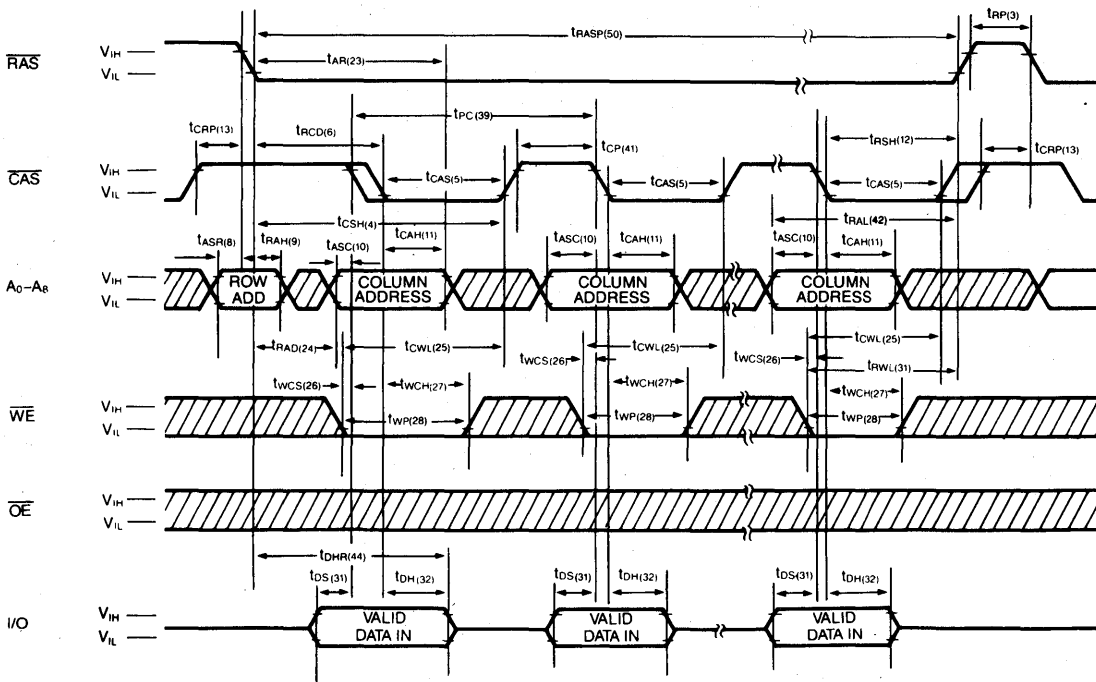 tRP(3)
tRASP(50)
RAS
VIH
VIL
tAR(23)
tPC(39)
tCRP(13)
tRCD(6)
tCP(41)
tRSH(12)
tCRP(13)
CAS
VIH
VIL
tCAS(5)
tCAS(5)
tCAS(5)
tCSH(4)
tRAL(42)
tASR(8)
tRAH(9)
tASC(10)
tCAH(11)
tASC(10)
tCAH(11)
tASC(10)
tCAH(11)
A0–A8
VIH
VIL
ROW
ADD
COLUMN
ADDRESS
COLUMN
ADDRESS
COLUMN
ADDRESS
tRAD(24)
tCWL(25)
tCWL(25)
tCWL(25)
tWCS(26)
tWCS(26)
tRWL(31)
tWCS(26)
tWCH(27)
tWCH(27)
tWCH(27)
WE
VIH
VIL
tWP(28)
tWP(28)
tWP(28)
OE
VIH
VIL
tDHR(44)
tDS(31)
tDH(32)
tDS(31)
tDH(32)
tDS(31)
tDH(32)
I/O
VIH
VIL
VALID
DATA IN
VALID
DATA IN
VALID
DATA IN